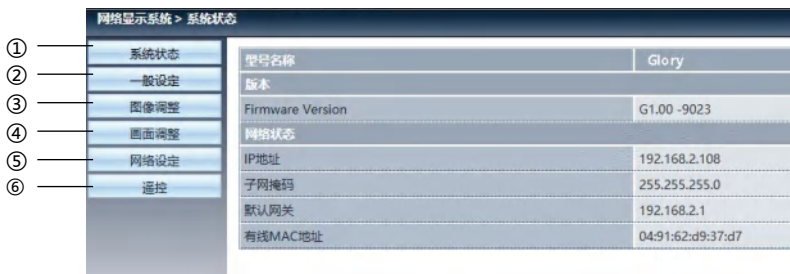 网络显示系统 > 系统状态
① 系统状态
② 一般设定
③ 图像调整
④ 画面调整
⑤ 网络设定
⑥ 遥控
型号名称 Glory
版本
Firmware Version G1.00 -9023
网络状态
IP地址 192.168.2.108
子网掩码 255.255.255.0
默认网关 192.168.2.1
有线MAC地址 04:91:62:d9:37:d7